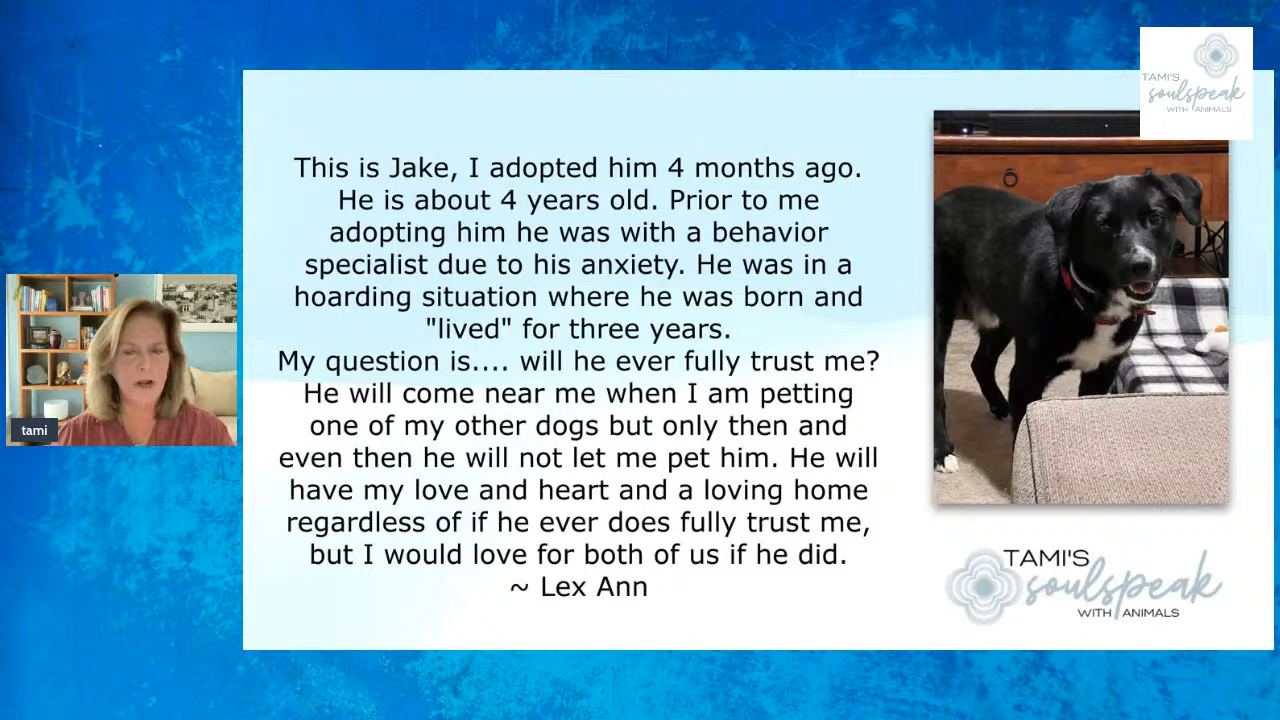 TAMI'S
soulspeak
WITH ANIMALS
This is Jake, I adopted him 4 months ago.
He is about 4 years old. Prior to me
adopting him he was with a behavior
specialist due to his anxiety. He was in a
hoarding situation where he was born and
"lived" for three years.
My question is.... will he ever fully trust me?
He will come near me when I am petting
one of my other dogs but only then and
even then he will not let me pet him. He will
have my love and heart and a loving home
regardless of if he ever does fully trust me,
but I would love for both of us if he did.
~ Lex Ann
tami
TAMI'S
soulspeak
WITH ANIMALS